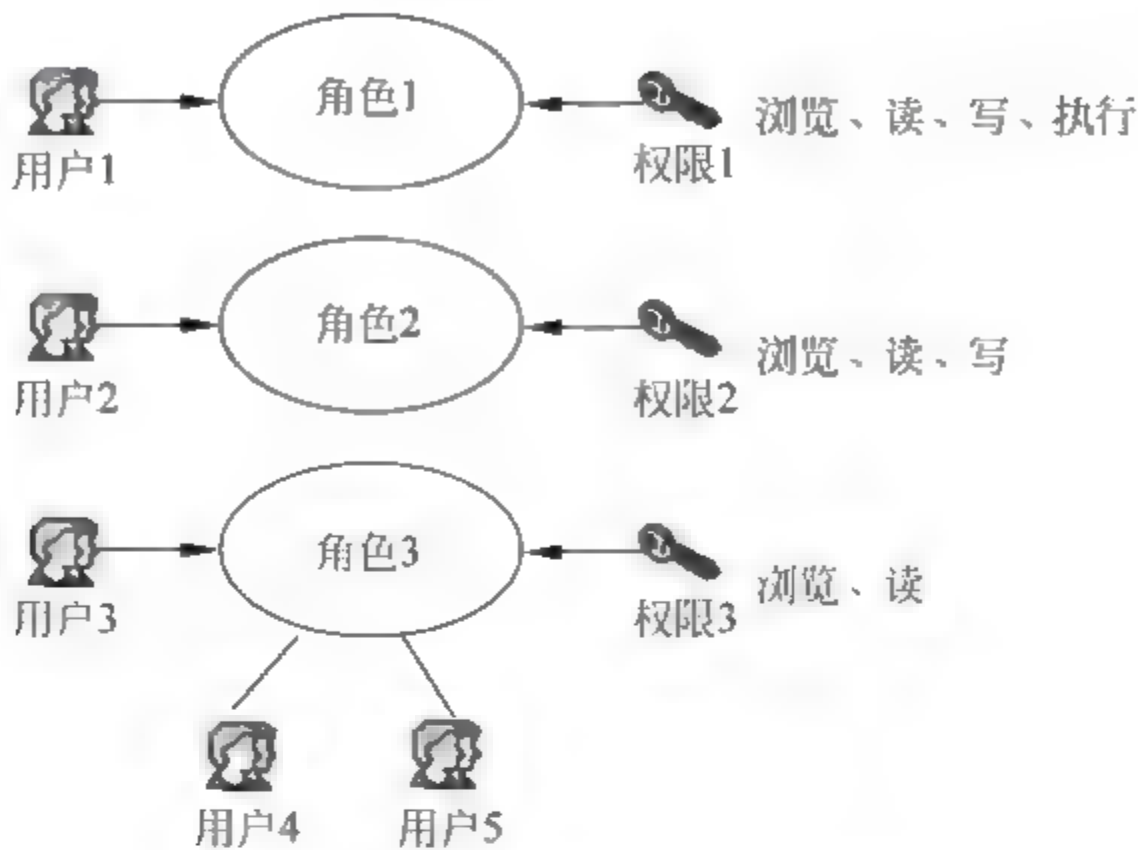 角色1
浏览、读、写、执行
用户1
权限1
角色2
浏览、读、写
用户2
权限2
角色3
浏览、读
用户3
权限3
用户4
用户5